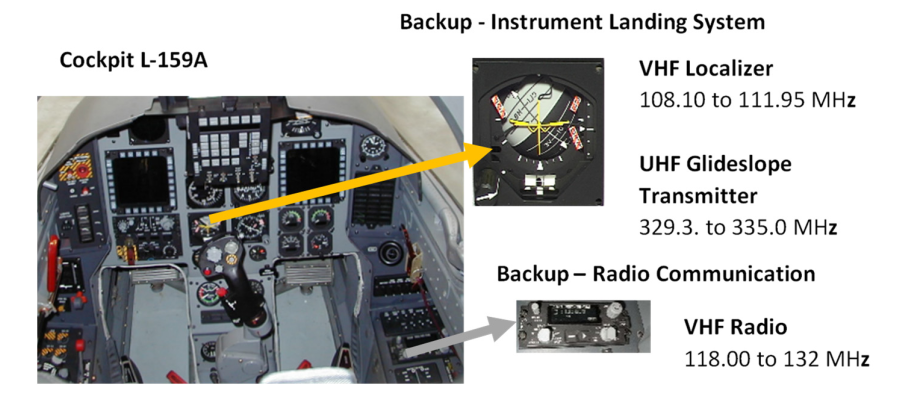 Backup - Instrument Landing System
Cockpit L-159A
VHF Localizer
108.10 to 111.95 MHz
UHF Glideslope
Transmitter
329.3. to 335.0 MHz
Backup – Radio Communication
VHF Radio
118.00 to 132 MHz